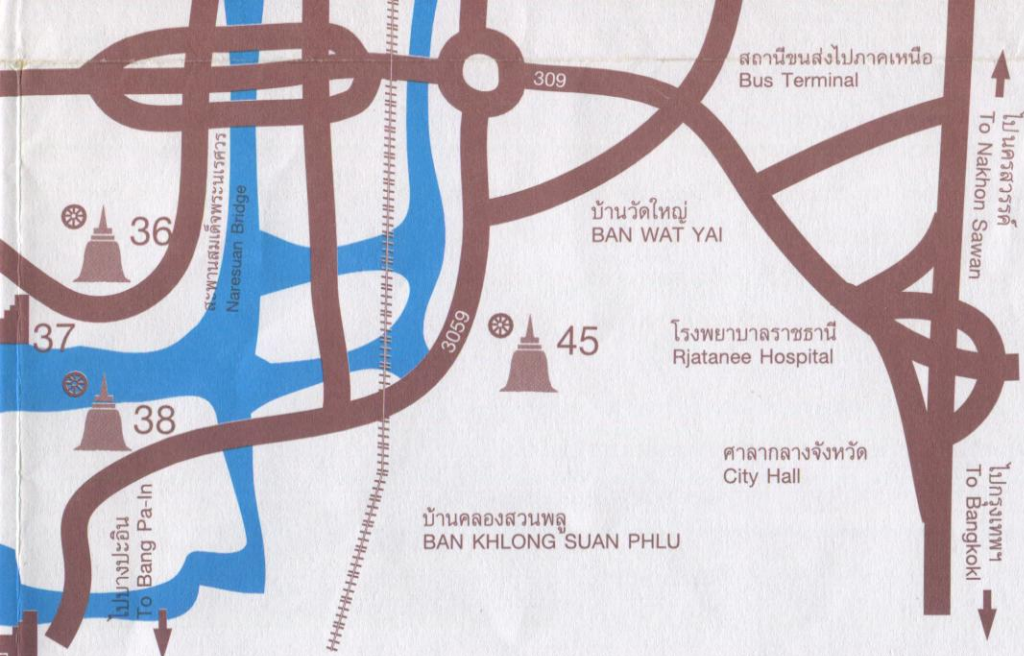 สถานีขนส่งไปภาคเหนือ
Bus Terminal
309
ไปนครสวรรค์
To Nakhon Sawan
สะพานสมเด็จพระนเรศวร
Naresuan Bridge
36
บ้านวัดใหญ่
BAN WAT YAI
37
3059
45
โรงพยาบาลราชธานี
Rjatanee Hospital
38
ศาลากลางจังหวัด
City Hall
ไปกรุงเทพฯ
To Bangkokl
บ้านคลองสวนพลู
BAN KHLONG SUAN PHLU
ไปบางปะอิน
To Bang Pa-In